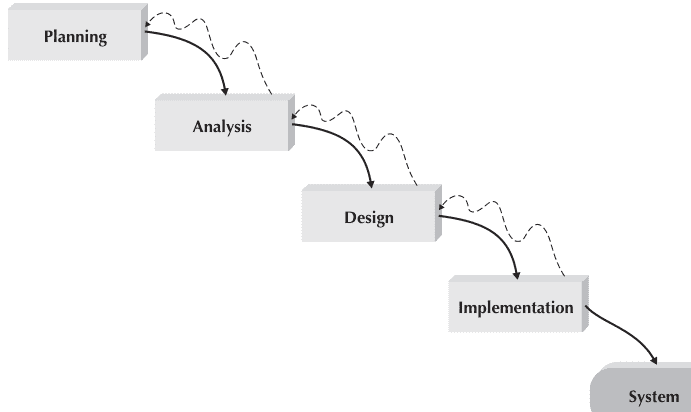 Planning
Analysis
Design
Implementation
System